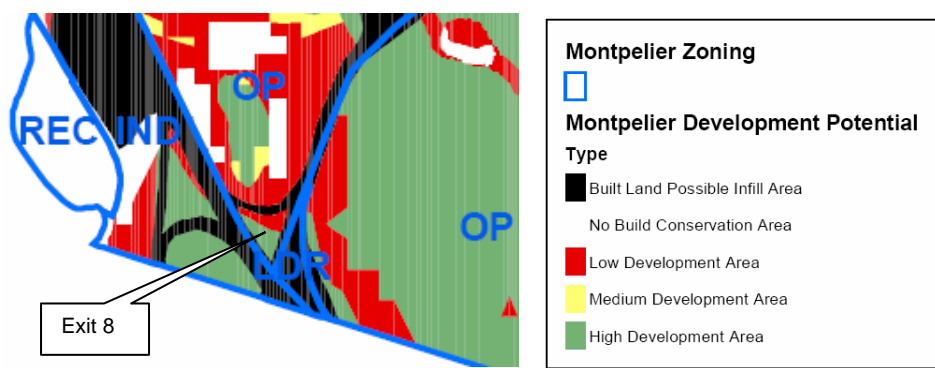 OP
REC IND
OP
LDR
Exit 8
Montpelier Zoning
Montpelier Development Potential
Type
Built Land Possible Infill Area
No Build Conservation Area
Low Development Area
Medium Development Area
High Development Area